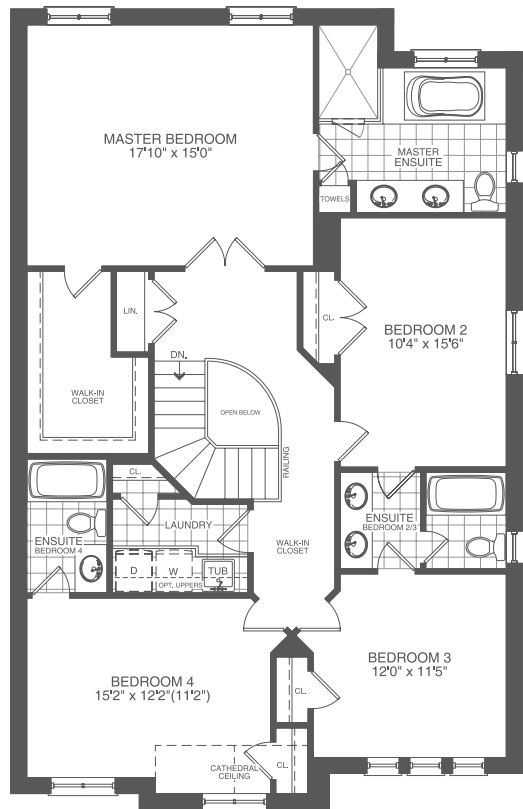 MASTER BEDROOM
17'10" x 15'0"
MASTER
ENSUITE
TOWELS
LIN.
CL.
BEDROOM 2
10'4" x 15'6"
DN.
WALK-IN
CLOSET
OPEN BELOW
RAILING
CL.
LAUNDRY
ENSUITE
BEDROOM 4
D
W
TUB
OPT. UPPERS
WALK-IN
CLOSET
ENSUITE
BEDROOM 2/3
BEDROOM 4
15'2" x 12'2"(11'2")
BEDROOM 3
12'0" x 11'5"
CL.
CATHEDRAL
CEILING
CL.